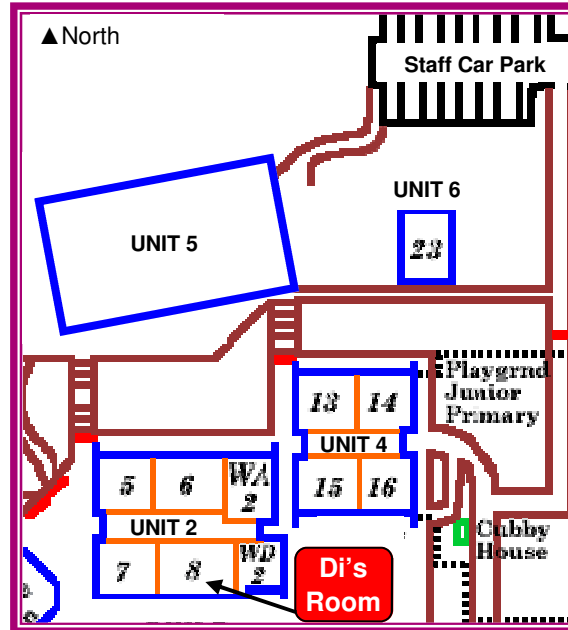 ▲North
Staff Car Park
UNIT 6
UNIT 5
23
Playgrnd
Junior
Primary
13 14
UNIT 4
15 16
5 6 WA
2
UNIT 2
7 8 WD
2
Cubby
House
Di's
Room